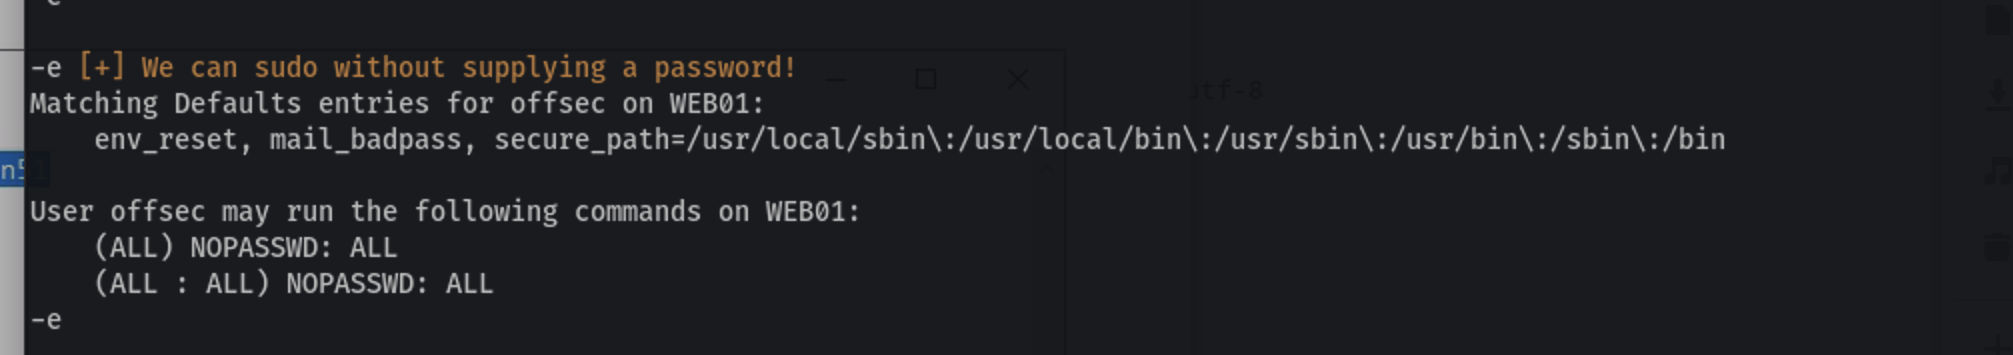 -e [+] We can sudo without supplying a password!
Matching Defaults entries for offsec on WEB01:
utf-8
    env_reset, mail_badpass, secure_path=/usr/local/sbin\:/usr/local/bin\:/usr/sbin\:/usr/bin\:/sbin\:/bin
User offsec may run the following commands on WEB01:
    (ALL) NOPASSWD: ALL
    (ALL : ALL) NOPASSWD: ALL
-e